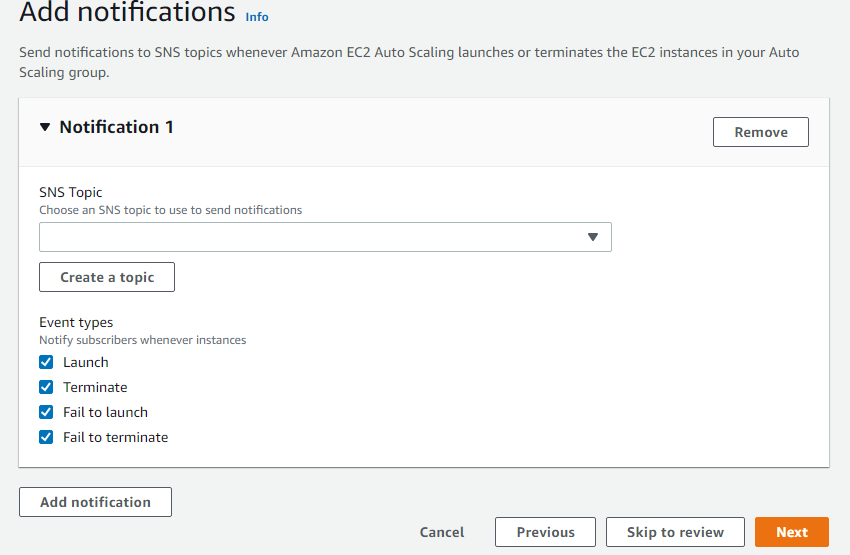 Add notifications Info
Send notifications to SNS topics whenever Amazon EC2 Auto Scaling launches or terminates the EC2 instances in your Auto
Scaling group.
Notification 1
Remove
SNS Topic
Choose an SNS topic to use to send notifications
Create a topic
Event types
Notify subscribers whenever instances
Launch
Terminate
Fail to launch
Fail to terminate
Add notification
Cancel Previous Skip to review Next